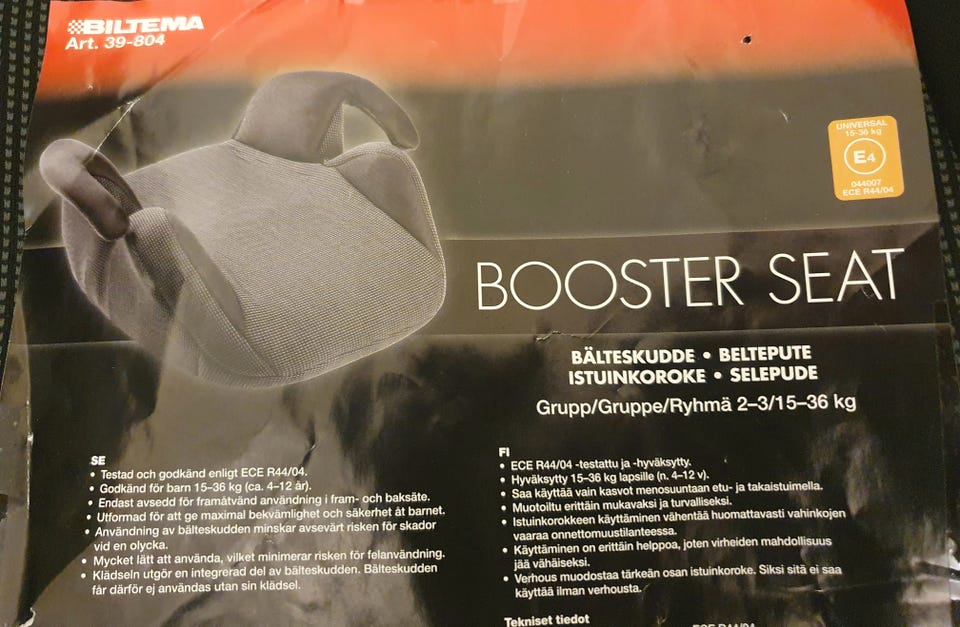 BILTEMA
Art. 39-804
UNIVERSAL
15-36 kg
E4
044007
ECE R44/04
BOOSTER SEAT
BÄLTESKUDDE • BELTEPUTE
ISTUINKOROKE • SELEPUDE
Grupp/Gruppe/Ryhmä 2–3/15–36 kg
SE
• Testad och godkänd enligt ECE R44/04.
• Godkänd för barn 15–36 kg (ca. 4–12 år).
• Endast avsedd för framåtvänd användning i fram- och baksäte.
• Utformad för att ge maximal bekvämlighet och säkerhet åt barnet.
• Användning av bälteskudden minskar avsevärt risken för skador
vid en olycka.
• Mycket lätt att använda, vilket minimerar risken för felanvändning.
• Klädseln utgör en integrerad del av bälteskudden. Bälteskudden
får därför ej användas utan sin klädsel.
FI
• ECE R44/04 -testattu ja -hyväksytty.
• Hyväksytty 15–36 kg lapsille (n. 4–12 v).
• Saa käyttää vain kasvot menosuuntaan etu- ja takaistuimella.
• Muotoiltu erittäin mukavaksi ja turvalliseksi.
• Istuinkorokkeen käyttäminen vähentää huomattavasti vahinkojen
vaaraa onnettomuustilanteessa.
• Käyttäminen on erittäin helppoa, joten virheiden mahdollisuus
jää vähäiseksi.
• Verhous muodostaa tärkeän osan istuinkoroke. Siksi sitä ei saa
käyttää ilman verhousta.
Tekniset tiedot
ECE R44/04